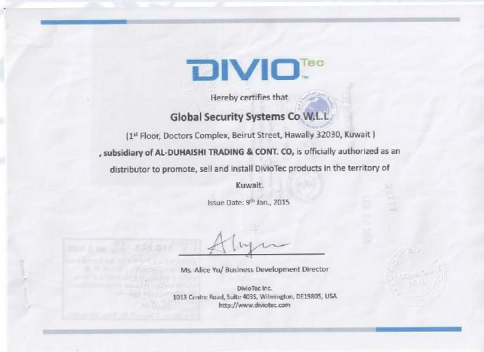 DIVIO Tec
TM
Hereby certifies that
Global Security Systems Co W.L.L
(1st Floor, Doctors Complex, Beirut Street, Hawally 32030, Kuwait )
, subsidiary of AL-DUHAISHI TRADING & CONT. CO, is officially authorized as an
distributor to promote, sell and install DivioTec products in the territory of
Kuwait.
Issue Date: 9th Jan., 2015
Ms. Alice Yu/ Business Development Director
DivioTec Inc.
1013 Centre Road, Suite 403S, Wilmington, DE19805, USA
http://www.diviotec.com